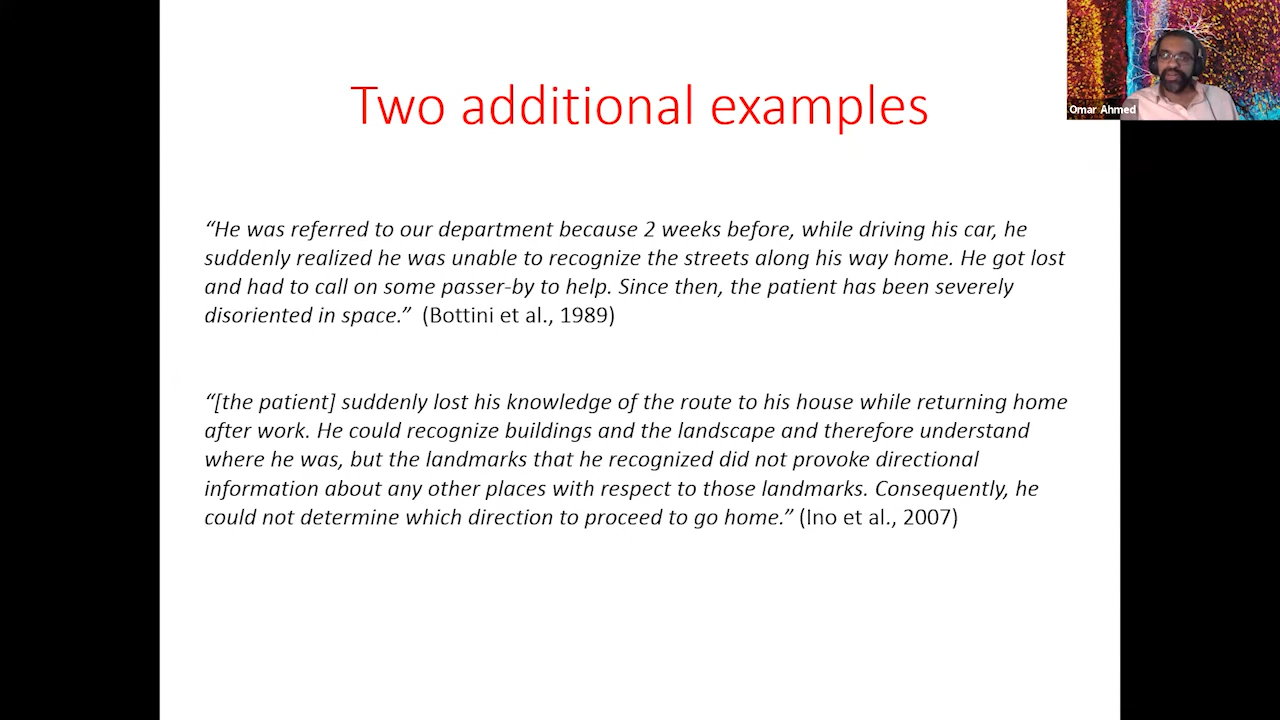 Two additional examples
Omar Ahmed
“He was referred to our department because 2 weeks before, while driving his car, he
suddenly realized he was unable to recognize the streets along his way home. He got lost
and had to call on some passer-by to help. Since then, the patient has been severely
disoriented in space.” (Bottini et al., 1989)
“[the patient] suddenly lost his knowledge of the route to his house while returning home
after work. He could recognize buildings and the landscape and therefore understand
where he was, but the landmarks that he recognized did not provoke directional
information about any other places with respect to those landmarks. Consequently, he
could not determine which direction to proceed to go home.” (Ino et al., 2007)